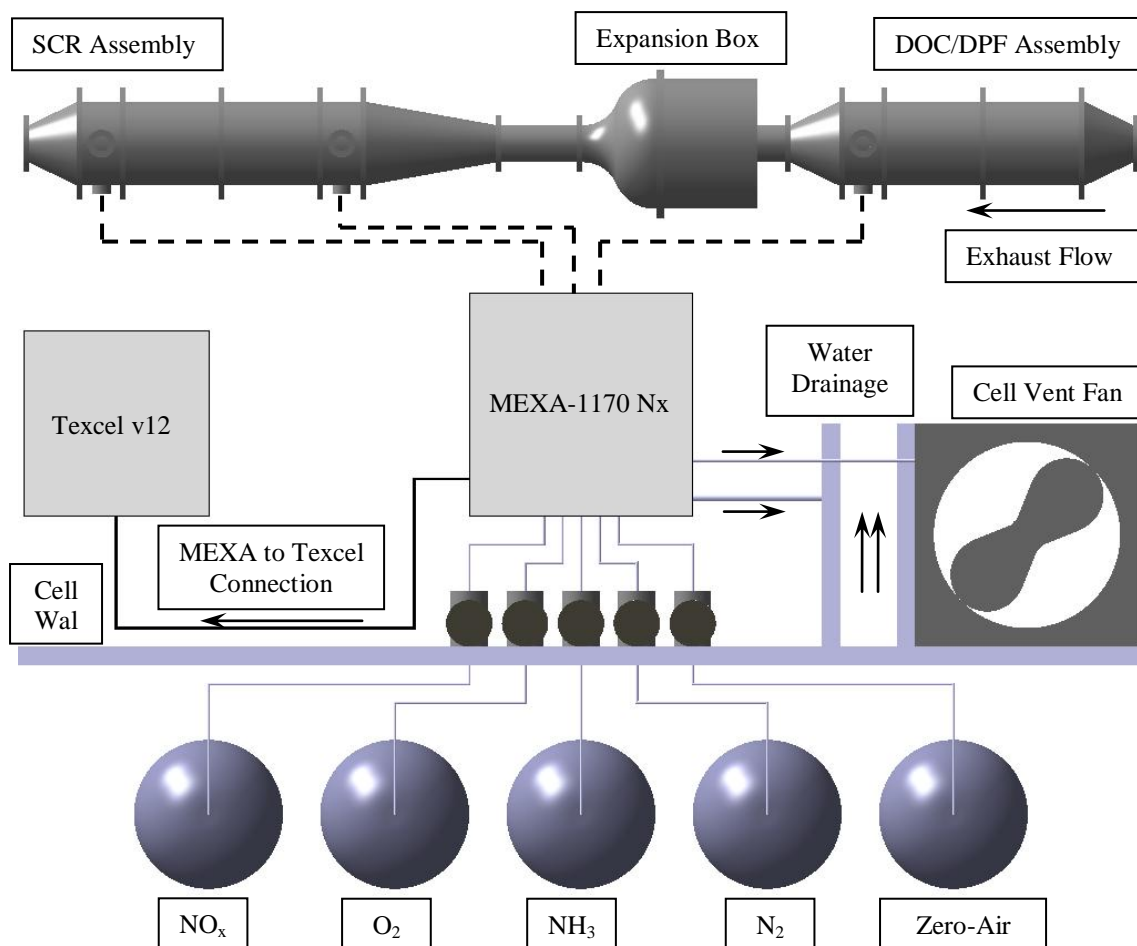 SCR Assembly
Expansion Box
DOC/DPF Assembly
Exhaust Flow
Texcel v12
MEXA-1170 Nx
Water
Drainage
Cell Vent Fan
MEXA to Texcel
Connection
Cell
Wal
NOₓ
O₂
NH₃
N₂
Zero-Air